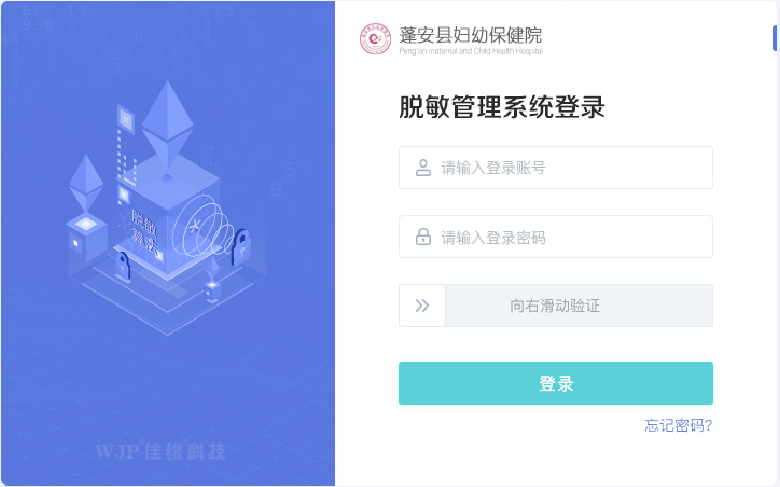 蓬安县妇幼保健院
Peng'an maternal and Child Health Hospital
脱敏管理系统登录
请输入登录账号
请输入登录密码
向右滑动验证
登录
忘记密码?
脱敏
算法
WJP 佳缘科技